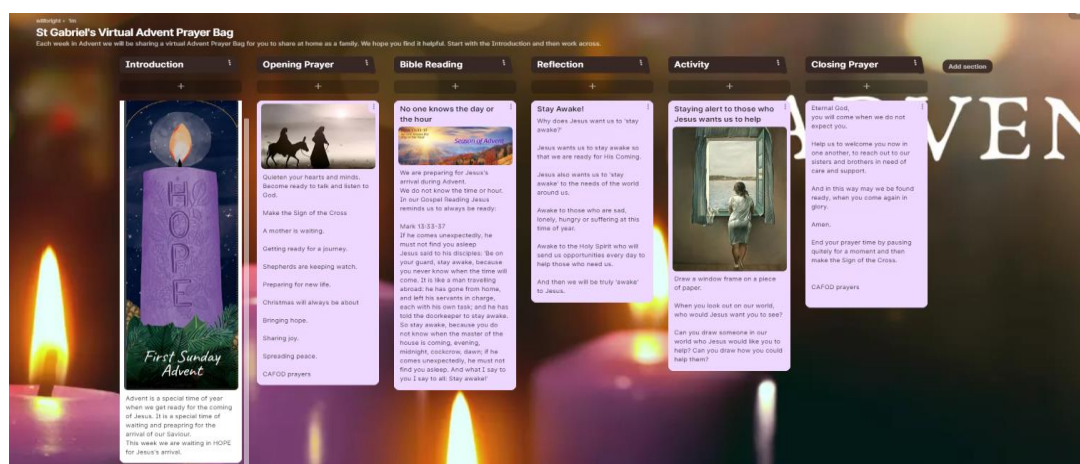 St Gabriel's Virtual Advent Prayer Bag
Each week in Advent we will be sharing a virtual Advent Prayer Bag for you to share at home as a family. We hope you find it helpful. Start with the Introduction and then work across.
Introduction
HOPE
First Sunday
Advent
Advent is a special time of year
when we get ready for the coming
of Jesus. It is a special time of
waiting and preapring for the
arrival of our Saviour.
This week we are waiting in HOPE
for Jesus's arrival.
Opening Prayer
Quieten your hearts and minds.
Become ready to talk and listen to
God.
Make the Sign of the Cross
A mother is waiting.
Getting ready for a journey.
Shepherds are keeping watch.
Preparing for new life.
Christmas will always be about
Bringing hope.
Sharing joy.
Spreading peace.
CAFOD prayers
Bible Reading
No one knows the day or
the hour
Season of Advent
We are preparing for Jesus's
arrival during Advent.
We do not know the time or hour.
In our Gospel Reading Jesus
reminds us to always be ready:
Mark 13:33-37
If he comes unexpectedly, he
must not find you asleep
Jesus said to his disciples: 'Be on
your guard, stay awake, because
you never know when the time will
come. It is like a man travelling
abroad: he has gone from home,
and left his servants in charge,
each with his own task; and he has
told the doorkeeper to stay awake.
So stay awake, because you do
not know when the master of the
house is coming, evening,
midnight, cockcrow, dawn; if he
comes unexpectedly, he must not
find you asleep. And what I say to
you I say to all: Stay awake!'
Reflection
Stay Awake!
Why does Jesus want us to 'stay
awake?'
Jesus wants us to stay awake so
that we are ready for His Coming.
Jesus also wants us to 'stay
awake' to the needs of the world
around us.
Awake to those who are sad,
lonely, hungry or suffering at this
time of year.
Awake to the Holy Spirit who will
send us opportunities every day to
help those who need us.
And then we will be truly 'awake'
to Jesus.
Activity
Staying alert to those who
Jesus wants us to help
Draw a window frame on a piece
of paper.
When you look out on our world,
who would Jesus want you to see?
Can you draw someone in our
world who Jesus would like you to
help? Can you draw how you could
help them?
Closing Prayer
Eternal God,
you will come when we do not
expect you.
Help us to welcome you now in
one another, to reach out to our
sisters and brothers in need of
care and support.
And in this way may we be found
ready, when you come again in
glory.
Amen.
End your prayer time by pausing
quitely for a moment and then
make the Sign of the Cross.
CAFOD prayers
Add section
ADVEN